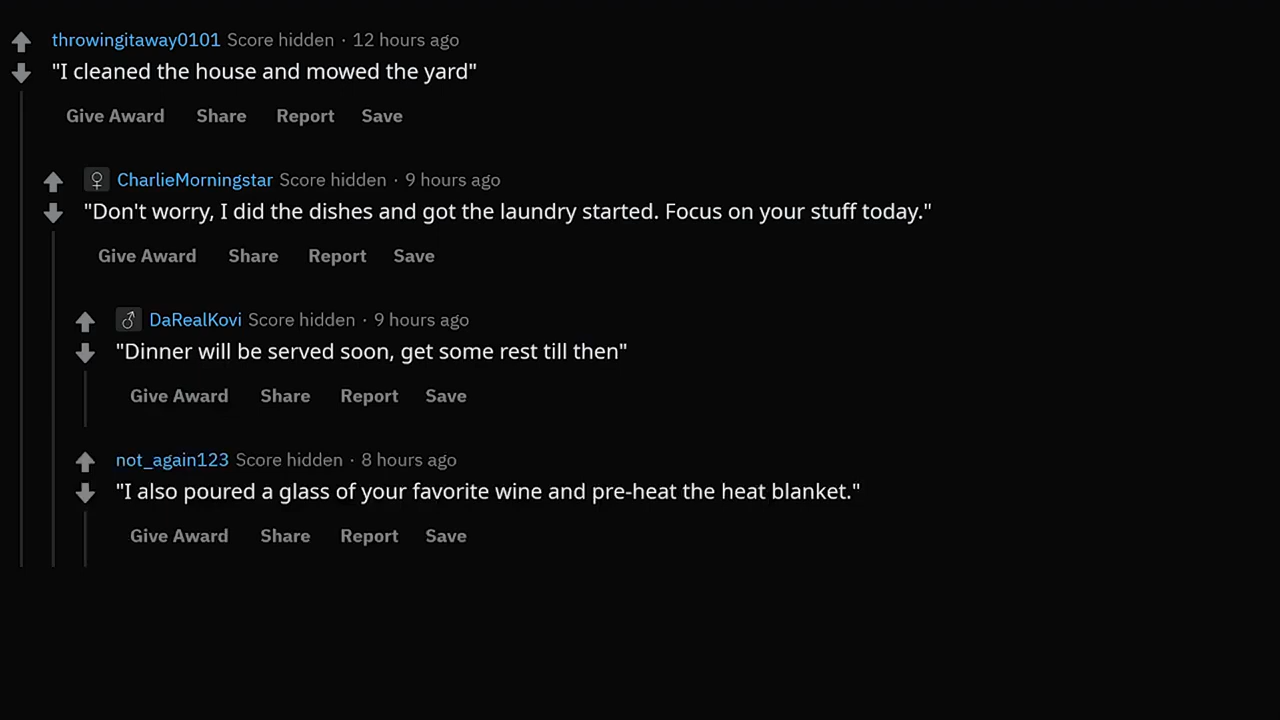 throwingitaway0101 Score hidden · 12 hours ago
"I cleaned the house and mowed the yard"
Give Award Share Report Save
♀ CharlieMorningstar Score hidden · 9 hours ago
"Don't worry, I did the dishes and got the laundry started. Focus on your stuff today."
Give Award Share Report Save
♂ DaRealKovi Score hidden · 9 hours ago
"Dinner will be served soon, get some rest till then"
Give Award Share Report Save
not_again123 Score hidden · 8 hours ago
"I also poured a glass of your favorite wine and pre-heat the heat blanket."
Give Award Share Report Save